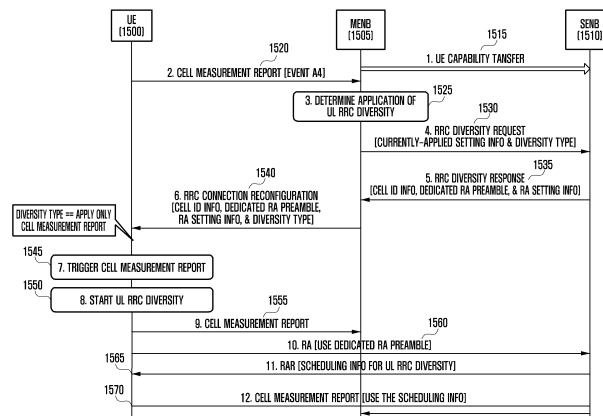 UE
[1500]
MENB
[1505]
SENB
[1510]
1515
1. UE CAPABILITY TANSFER
1520
2. CELL MEASUREMENT REPORT [EVENT A4]
1525
3. DETERMINE APPLICATION OF
UL RRC DIVERSITY
1530
4. RRC DIVERSITY REQUEST
[CURRENTLY-APPLIED SETTING INFO & DIVERSITY TYPE]
1535
5. RRC DIVERSITY RESPONSE
[CELL ID INFO, DEDICATED RA PREAMBLE, & RA SETTING INFO]
1540
6. RRC CONNECTION RECONFIGURATION
[CELL ID INFO, DEDICATED RA PREAMBLE,
RA SETTING INFO, & DIVERSITY TYPE]
DIVERSITY TYPE == APPLY ONLY
CELL MEASUREMENT REPORT
1545
7. TRIGGER CELL MEASUREMENT REPORT
1550
8. START UL RRC DIVERSITY
1555
9. CELL MEASUREMENT REPORT
1560
10. RA [USE DEDICATED RA PREAMBLE]
1565
11. RAR [SCHEDULING INFO FOR UL RRC DIVERSITY]
1570
12. CELL MEASUREMENT REPORT [USE THE SCHEDULING INFO]